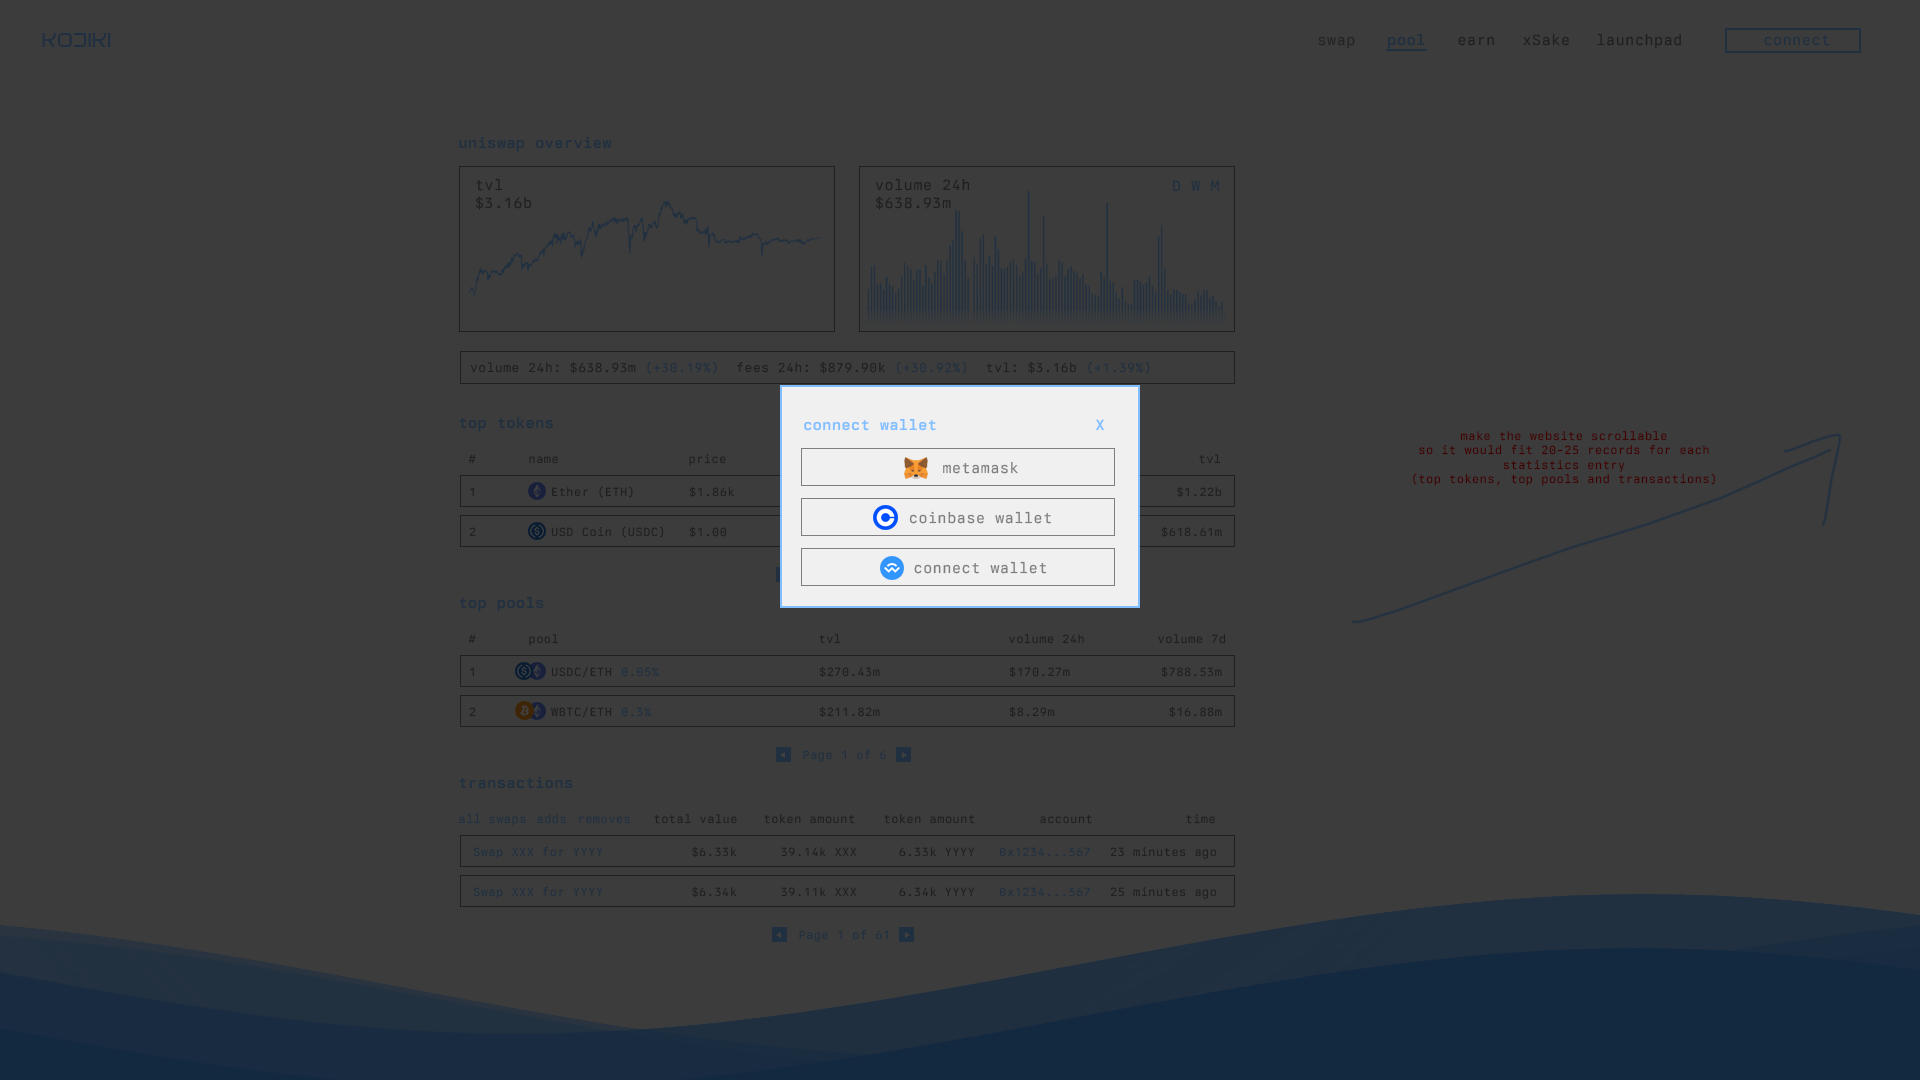 KODIKI
swap pool earn xSake launchpad connect
uniswap overview
tvl
$3.16b
volume 24h D W M
$638.93m
volume 24h: $638.93m (+30.19%) fees 24h: $879.90k (+30.92%) tvl: $3.16b (+1.39%)
top tokens
# name price tvl
1 Ether (ETH) $1.86k $1.22b
2 USD Coin (USDC) $1.00 $618.61m
connect wallet X
metamask
coinbase wallet
connect wallet
make the website scrollable
so it would fit 20-25 records for each
statistics entry
(top tokens, top pools and transactions)
top pools
# pool tvl volume 24h volume 7d
1 USDC/ETH 0.05% $270.43m $170.27m $788.53m
2 WBTC/ETH 0.3% $211.82m $8.29m $16.88m
Page 1 of 6
transactions
all swaps adds removes total value token amount token amount account time
Swap XXX for YYYY $6.33k 39.14k XXX 6.33k YYYY 0x1234...567 23 minutes ago
Swap XXX for YYYY $6.34k 39.11k XXX 6.34k YYYY 0x1234...567 25 minutes ago
Page 1 of 61